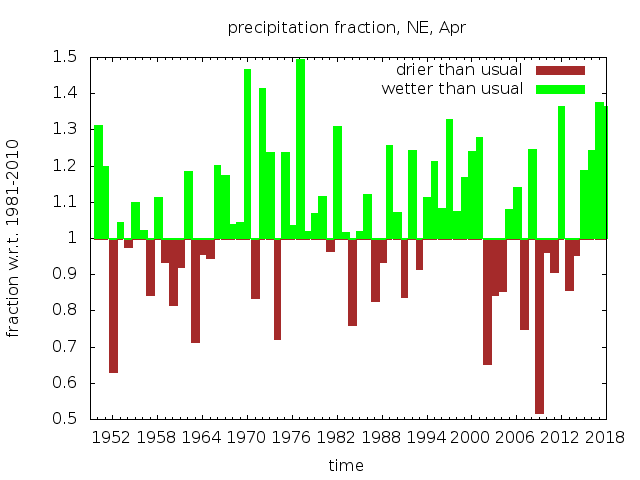 precipitation fraction, NE, Apr
drier than usual
wetter than usual
fraction w.r.t. 1981-2010
1.5
1.4
1.3
1.2
1.1
1
0.9
0.8
0.7
0.6
0.5
1952 1958 1964 1970 1976 1982 1988 1994 2000 2006 2012 2018
time